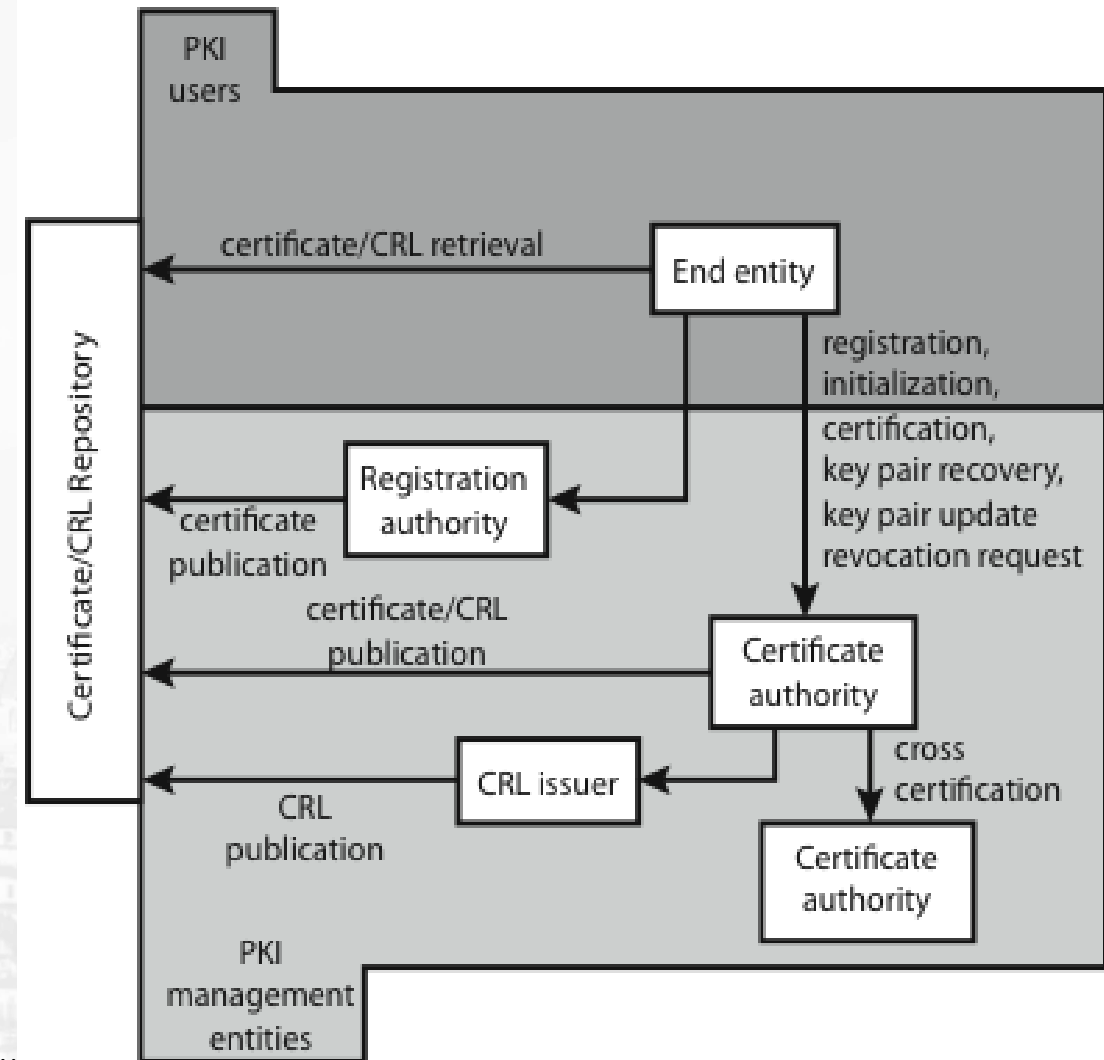 PKI
users
certificate/CRL retrieval
End entity
Certificate/CRL Repository
registration,
initialization,
certification,
key pair recovery,
key pair update
revocation request
Registration
authority
certificate
publication
certificate/CRL
publication
Certificate
authority
CRL issuer
CRL
publication
cross
certification
Certificate
authority
PKI
management
entities